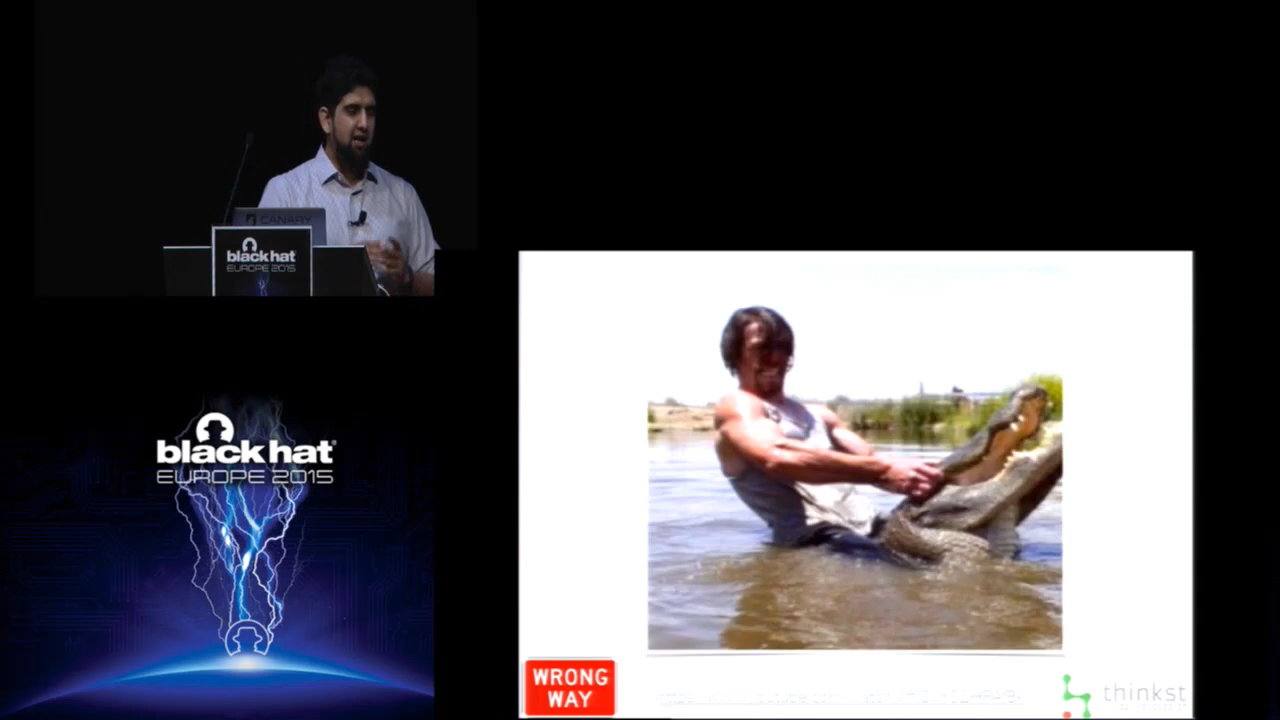 CANARY
black hat
EUROPE 2015
black hat
EUROPE 2015
WRONG
WAY
thinkst